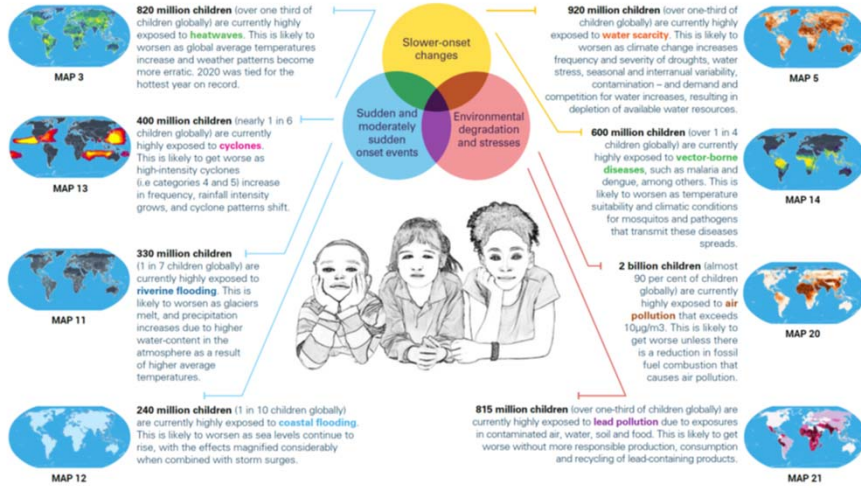 820 million children (over one third of
children globally) are currently highly
exposed to heatwaves. This is likely to
worsen as global average temperatures
increase and weather patterns become
more erratic. 2020 was tied for the
hottest year on record.
MAP 3
400 million children (nearly 1 in 6
children globally) are currently
highly exposed to cyclones.
This is likely to get worse as
high-intensity cyclones
(i.e categories 4 and 5) increase
in frequency, rainfall intensity
grows, and cyclone patterns shift.
MAP 13
330 million children
(1 in 7 children globally) are
currently highly exposed to
riverine flooding. This is
likely to worsen as glaciers
melt, and precipitation
increases due to higher
water-content in the
atmosphere as a result
of higher average
temperatures.
MAP 11
240 million children (1 in 10 children globally)
are currently highly exposed to coastal flooding.
This is likely to worsen as sea levels continue to
rise, with the effects magnified considerably
when combined with storm surges.
MAP 12
Slower-onset
changes
Sudden and
moderately
sudden
onset events
Environmental
degradation
and stresses
920 million children (over one-third of
children globally) are currently highly
exposed to water scarcity. This is likely to
worsen as climate change increases
frequency and severity of droughts, water
stress, seasonal and interannual variability,
contamination – and demand and
competition for water increases, resulting in
depletion of available water resources.
MAP 5
600 million children (over 1 in 4
children globally) are currently
highly exposed to vector-borne
diseases, such as malaria and
dengue, among others. This is
likely to worsen as temperature
suitability and climatic conditions
for mosquitos and pathogens
that transmit these diseases
spreads.
MAP 14
2 billion children (almost
90 per cent of children
globally) are currently
highly exposed to air
pollution that exceeds
10µg/m3. This is likely to
get worse unless there
is a reduction in fossil
fuel combustion that
causes air pollution.
MAP 20
815 million children (over one-third of children globally) are
currently highly exposed to lead pollution due to exposures
in contaminated air, water, soil and food. This is likely to get
worse without more responsible production, consumption
and recycling of lead-containing products.
MAP 21